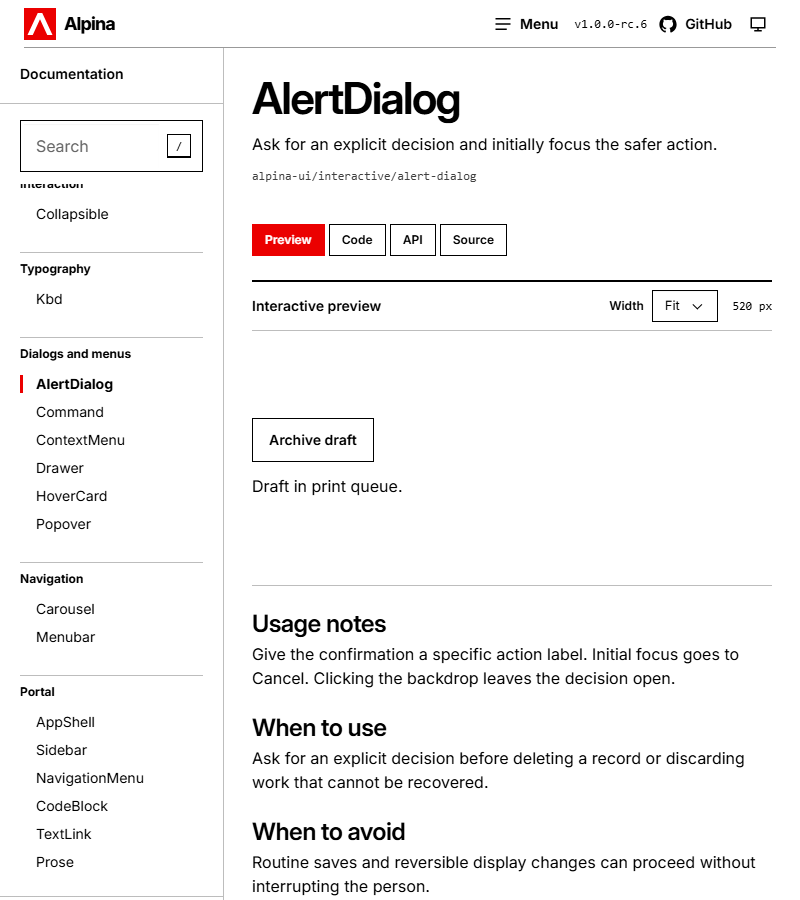 Alpina
Menu
v1.0.0-rc.6
GitHub
Documentation
Search
/
Interaction
Collapsible
Typography
Kbd
Dialogs and menus
AlertDialog
Command
ContextMenu
Drawer
HoverCard
Popover
Navigation
Carousel
Menubar
Portal
AppShell
Sidebar
NavigationMenu
CodeBlock
TextLink
Prose
AlertDialog
Ask for an explicit decision and initially focus the safer action.
alpina-ui/interactive/alert-dialog
Preview
Code
API
Source
Interactive preview
Width
Fit
520 px
Archive draft
Draft in print queue.
Usage notes
Give the confirmation a specific action label. Initial focus goes to
Cancel. Clicking the backdrop leaves the decision open.
When to use
Ask for an explicit decision before deleting a record or discarding
work that cannot be recovered.
When to avoid
Routine saves and reversible display changes can proceed without
interrupting the person.